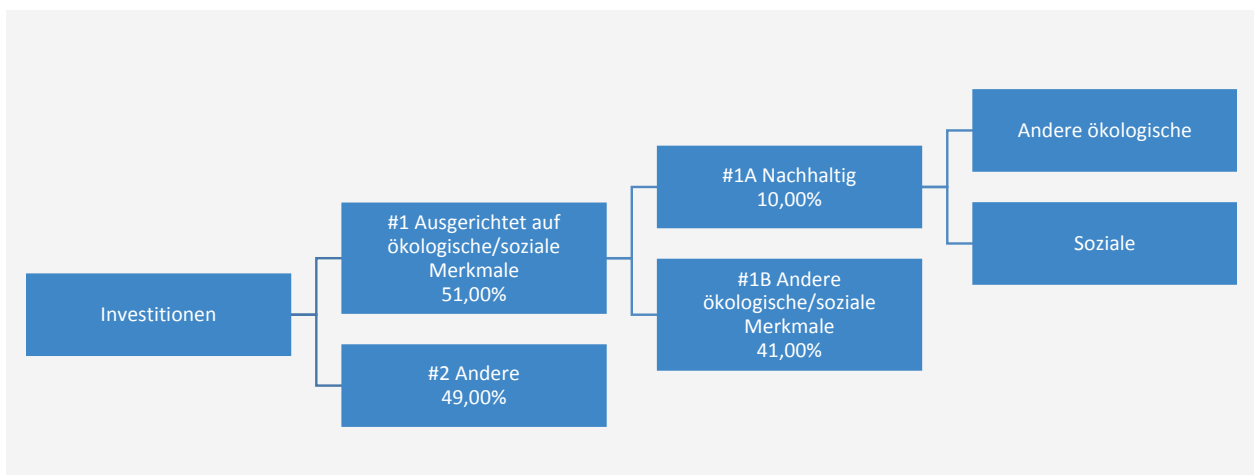 Investitionen
#1 Ausgerichtet auf
ökologische/soziale
Merkmale
51,00%
#2 Andere
49,00%
#1A Nachhaltig
10,00%
#1B Andere
ökologische/soziale
Merkmale
41,00%
Andere ökologische
Soziale